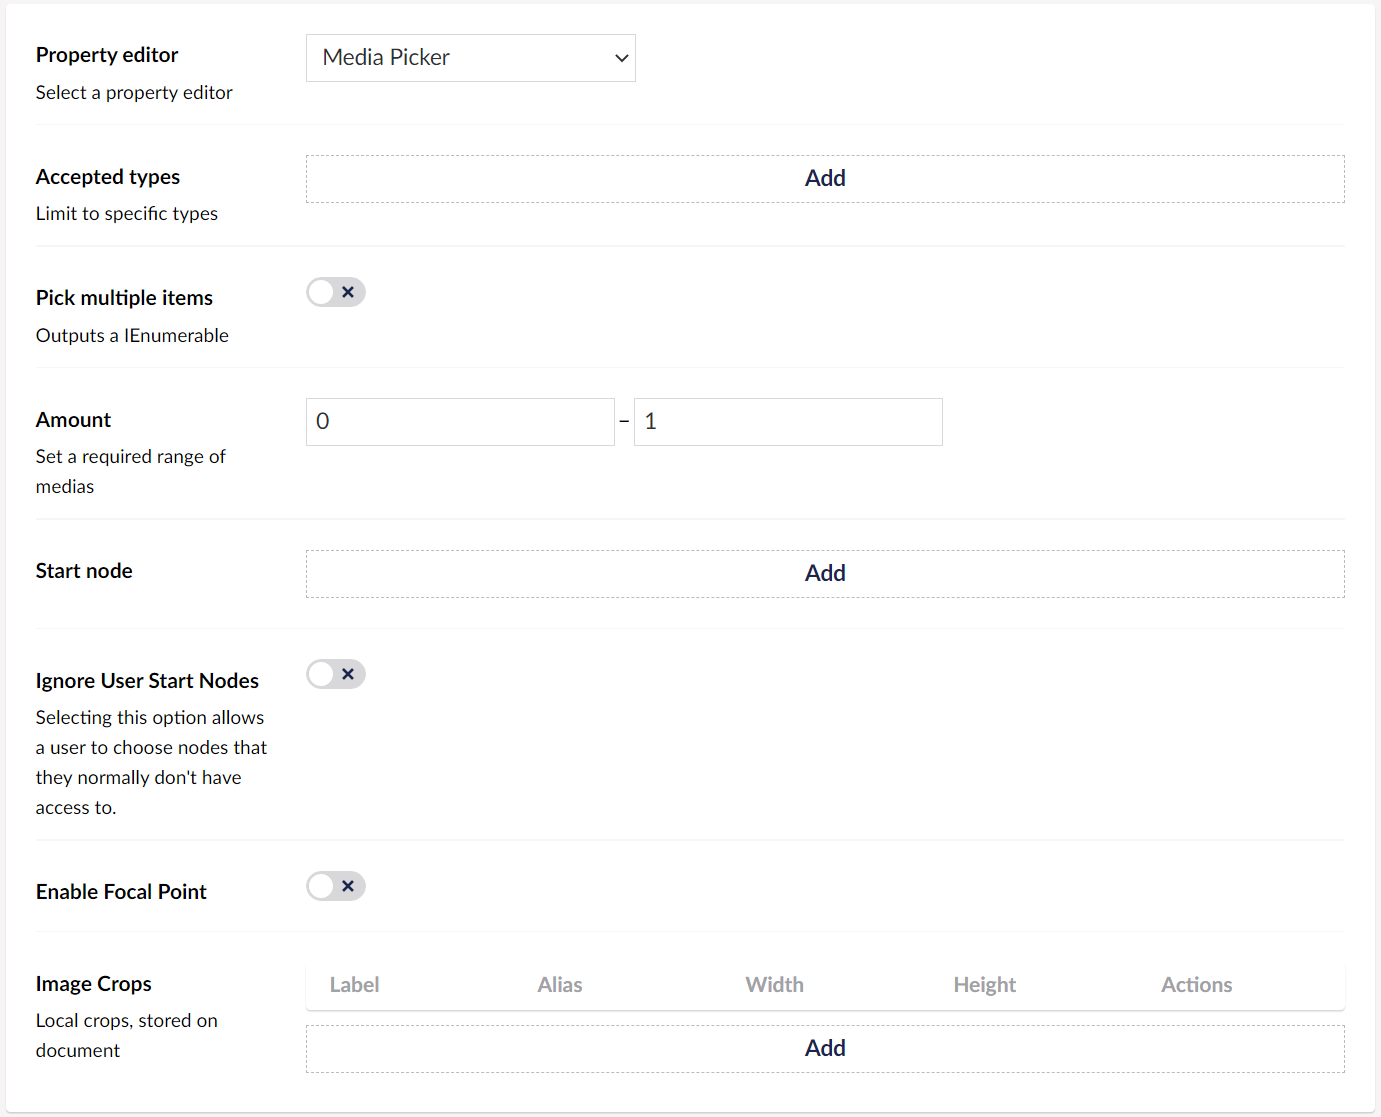 Property editor
Media Picker
Select a property editor
Accepted types
Add
Limit to specific types
Pick multiple items
Outputs a IEnumerable
Amount
0 – 1
Set a required range of
medias
Start node
Add
Ignore User Start Nodes
Selecting this option allows
a user to choose nodes that
they normally don't have
access to.
Enable Focal Point
Image Crops
Label Alias Width Height Actions
Local crops, stored on
document
Add